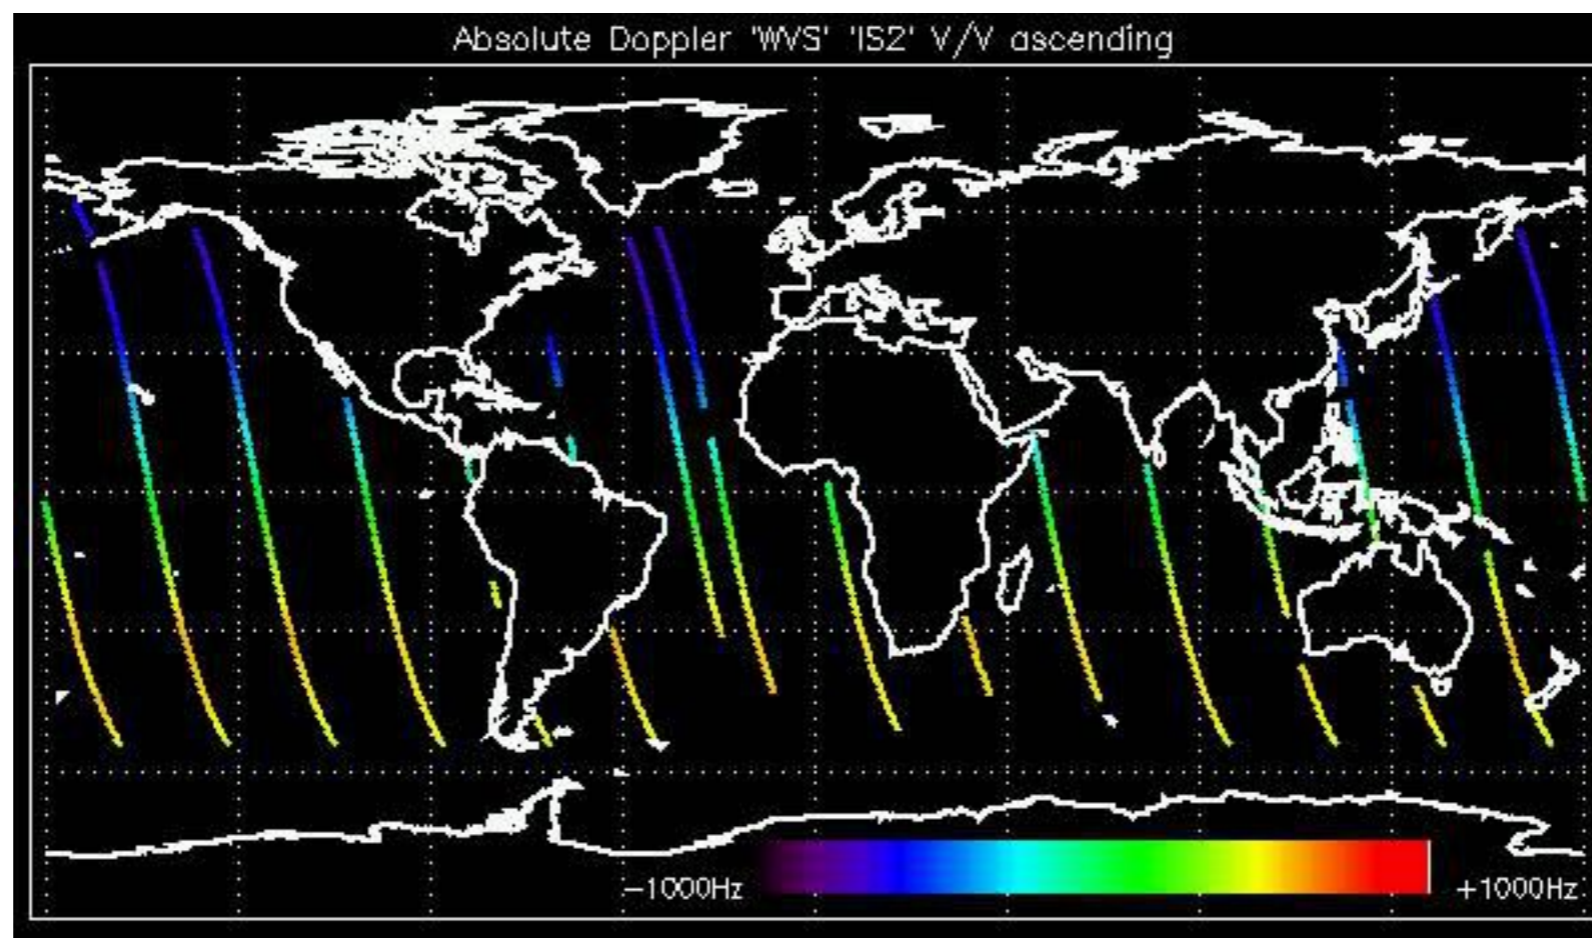 Absolute Doppler 'WVS' 'IS2' V/V ascending
-1000Hz +1000Hz